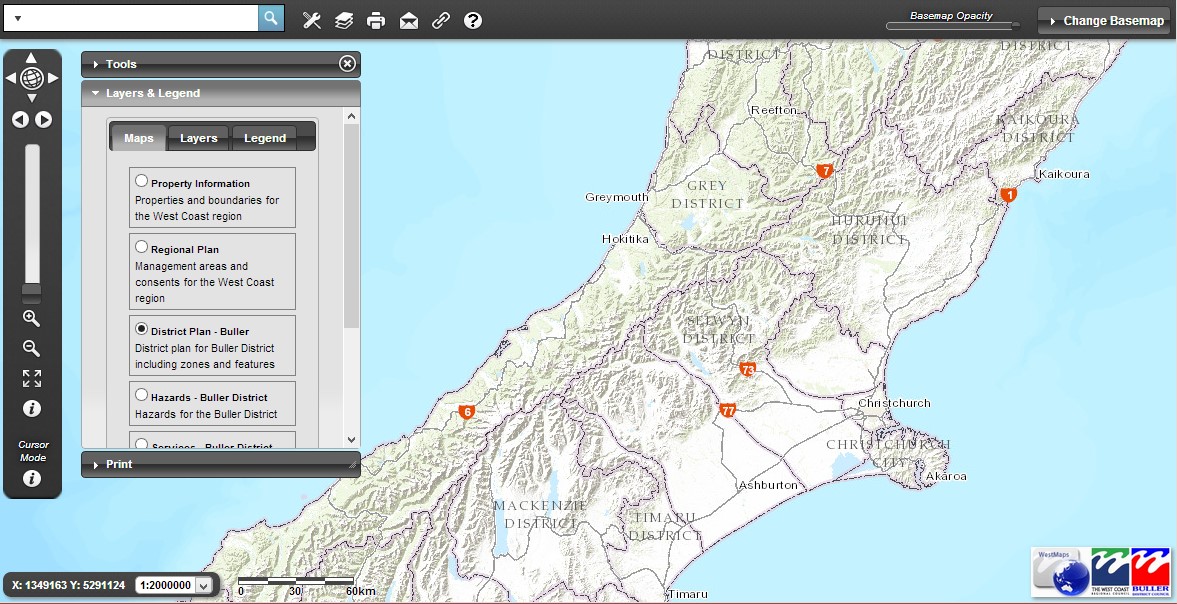 Basemap Opacity
Change Basemap
Tools
Layers & Legend
Maps
Layers
Legend
Property Information
Properties and boundaries for
the West Coast region
Regional Plan
Management areas and
consents for the West Coast
region
District Plan - Buller
District plan for Buller District
including zones and features
Hazards - Buller District
Hazards for the Buller District
Services - Buller District
Print
Cursor
Mode
X: 1349163 Y: 5291124
1:2000000
0
30
60km
DISTRICT
DISTRICT
Reefton
KAIKOURA
DISTRICT
7
Kaikoura
1
Greymouth
GREY
DISTRICT
HURUNUI
DISTRICT
Hokitika
SELWYN
DISTRICT
73
77
6
Christchurch
CHRISTCHURCH
CITY
Akaroa
Ashburton
MACKENZIE
DISTRICT
TIMARU
DISTRICT
Timaru
WestMaps
THE WEST COAST
REGIONAL COUNCIL
BULLER
DISTRICT COUNCIL